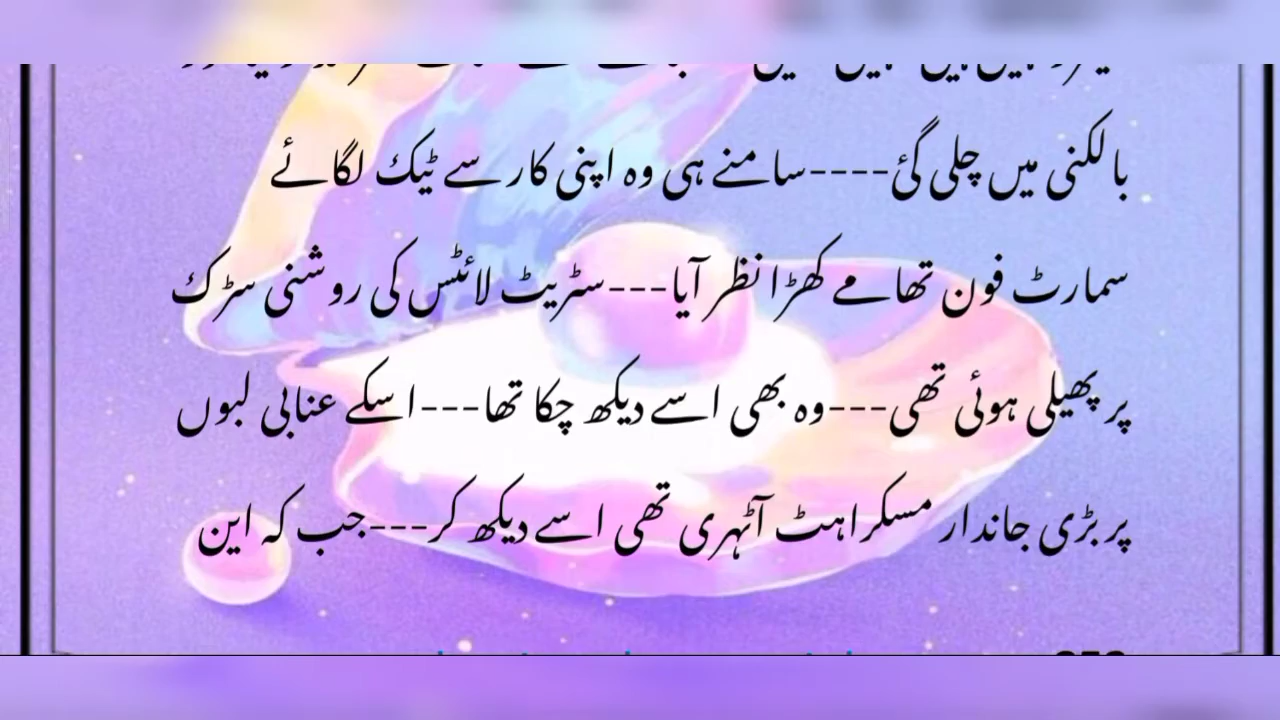 بالکنی میں چلی گئ----سامنے ہی وہ اپنی کار سے ٹیک لگائے
سمارٹ فون تھامے کھڑا نظر آیا---سٹریٹ لائٹس کی روشنی سڑک
پر پھیلی ہوئی تھی---وہ بھی اسے دیکھ چکا تھا---اسکے عنابی لبوں
پر بڑی جاندار مسکراہٹ آٹہری تھی اسے دیکھ کر---جب کہ این